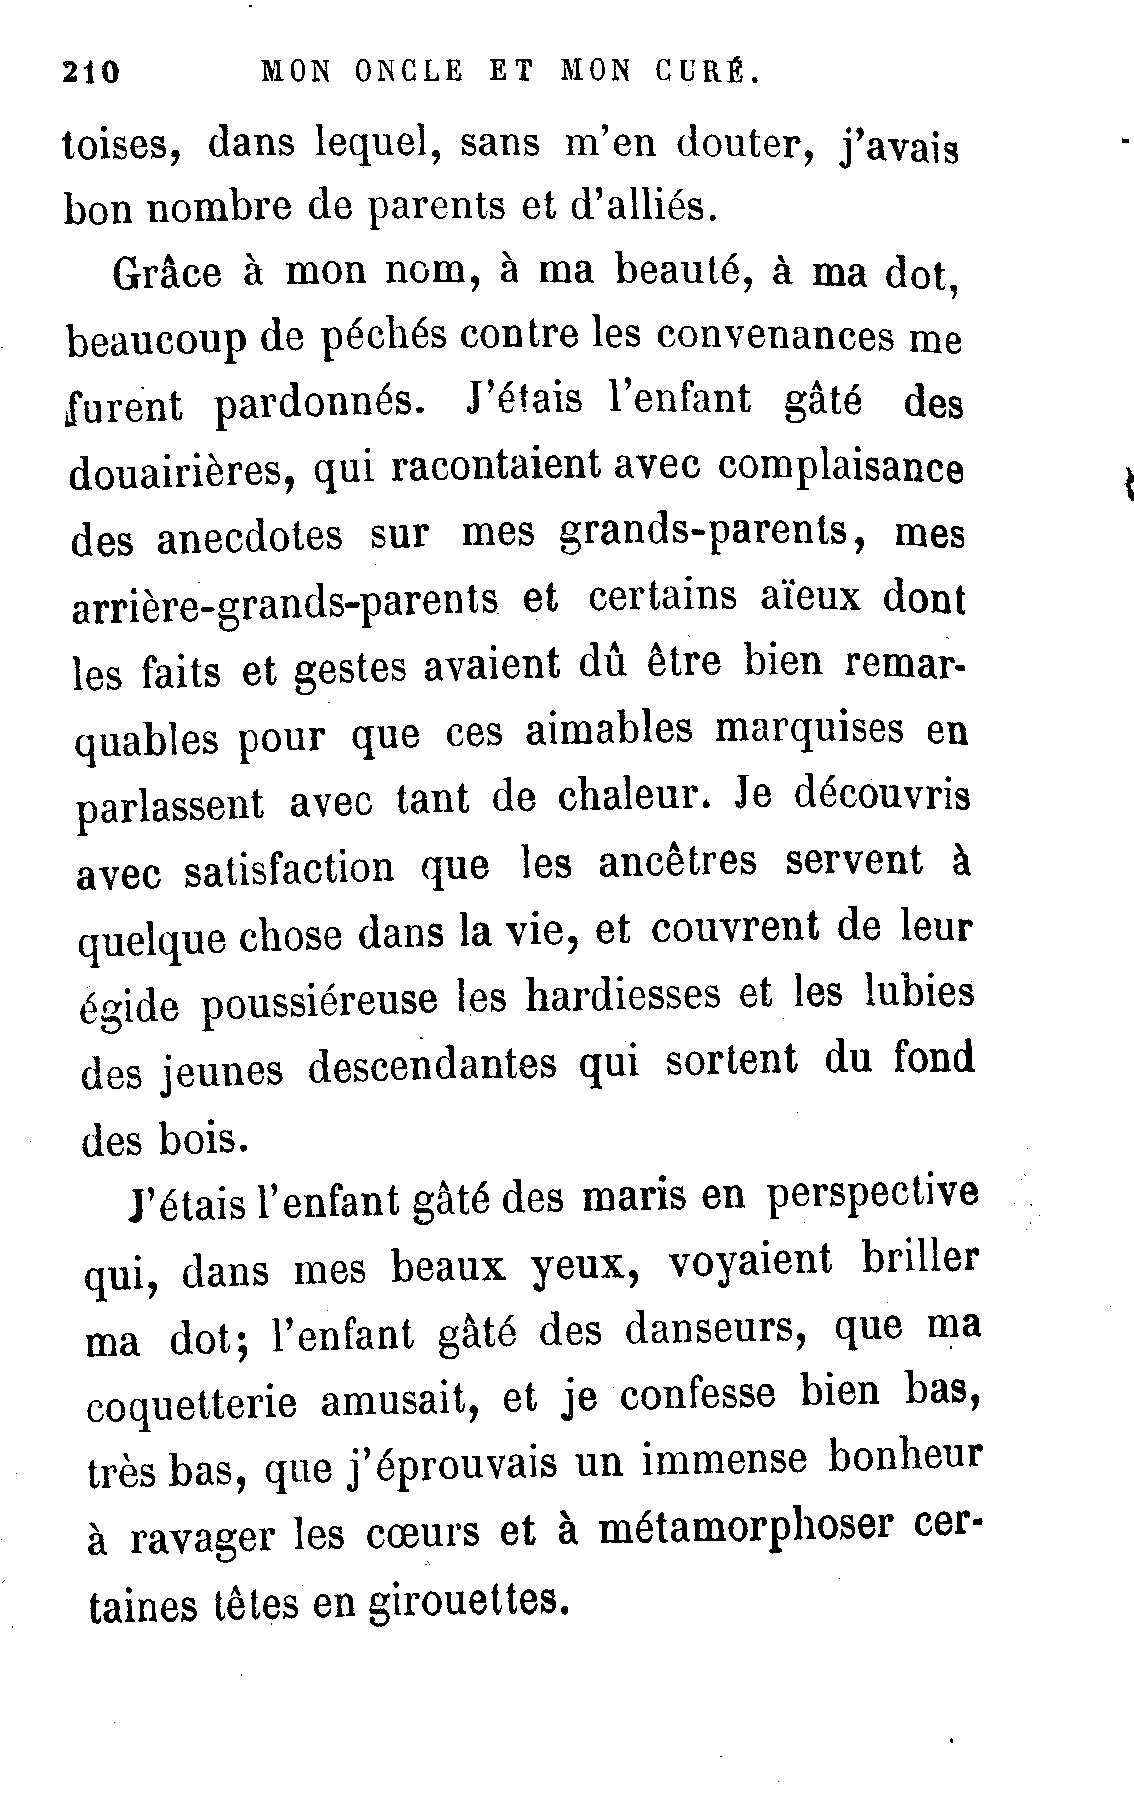 210 MON ONCLE ET MON CURÉ.
toises, dans lequel, sans m'en douter, j'avais
bon nombre de parents et d'alliés.
Grâce à mon nom, à ma beauté, à ma dot,
beaucoup de péchés contre les convenances me
furent pardonnés. J'étais l'enfant gâté des
douairières, qui racontaient avec complaisance
des anecdotes sur mes grands-parents, mes
arrière-grands-parents et certains aïeux dont
les faits et gestes avaient dû être bien remar-
quables pour que ces aimables marquises en
parlassent avec tant de chaleur. Je découvris
avec satisfaction que les ancêtres servent à
quelque chose dans la vie, et couvrent de leur
égide poussiéreuse les hardiesses et les lubies
des jeunes descendantes qui sortent du fond
des bois.
J'étais l'enfant gâté des maris en perspective
qui, dans mes beaux yeux, voyaient briller
ma dot; l'enfant gâté des danseurs, que ma
coquetterie amusait, et je confesse bien bas,
très bas, que j'éprouvais un immense bonheur
à ravager les cœurs et à métamorphoser cer-
taines têtes en girouettes.